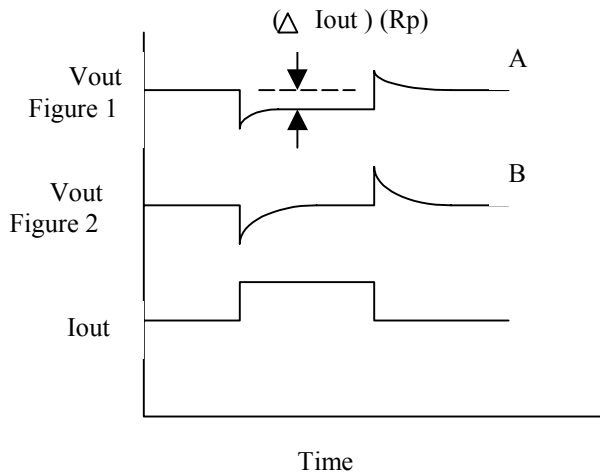 (△ Iout ) (Rp)
A
Vout
Figure 1
B
Vout
Figure 2
Iout
Time